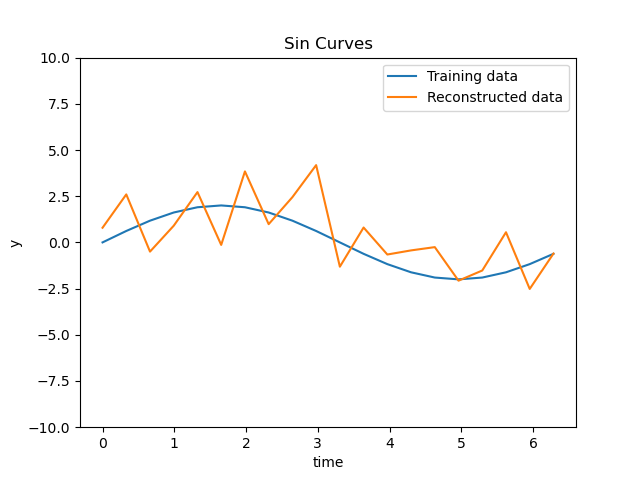 Sin Curves
Training data
Reconstructed data
10.0
7.5
5.0
2.5
0.0
−2.5
−5.0
−7.5
−10.0
y
0 1 2 3 4 5 6
time